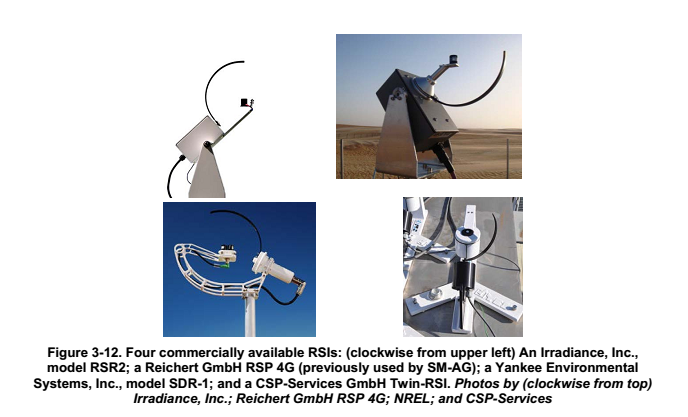 Figure 3-12. Four commercially available RSIs: (clockwise from upper left) An Irradiance, Inc.,
model RSR2; a Reichert GmbH RSP 4G (previously used by SM-AG); a Yankee Environmental
Systems, Inc., model SDR-1; and a CSP-Services GmbH Twin-RSI. Photos by (clockwise from top)
Irradiance, Inc.; Reichert GmbH RSP 4G; NREL; and CSP-Services